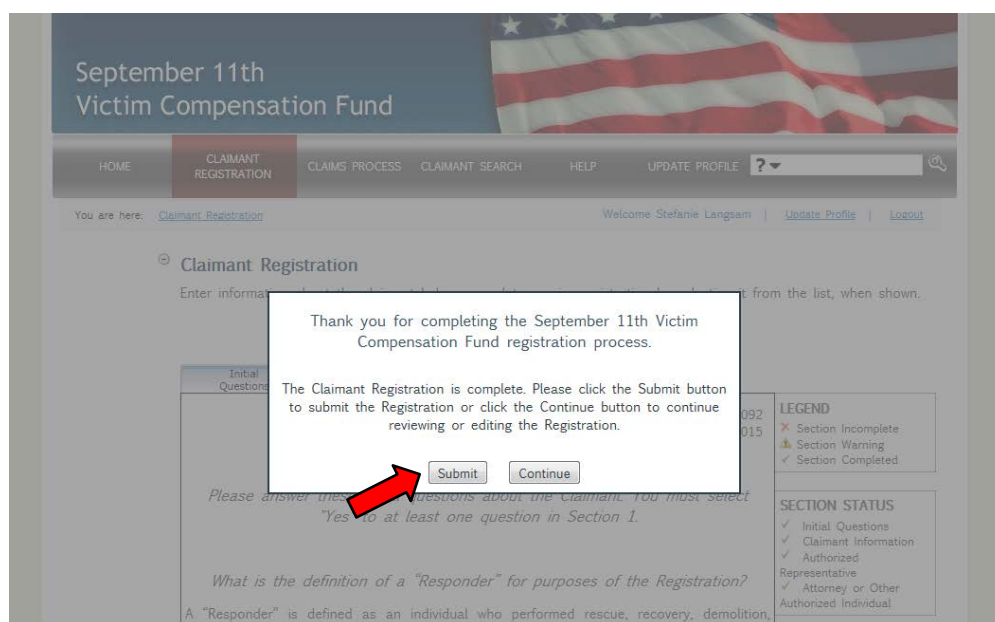 September 11th
Victim Compensation Fund
HOME CLAIMANT REGISTRATION CLAIMS PROCESS CLAIMANT SEARCH HELP UPDATE PROFILE ?
You are here: Claimant Registration Welcome Stefanie Langsam | Update Profile | Logout
Claimant Registration
Enter information from the list, when shown.
Thank you for completing the September 11th Victim
Compensation Fund registration process.
The Claimant Registration is complete. Please click the Submit button
to submit the Registration or click the Continue button to continue
reviewing or editing the Registration.
Submit Continue
Initial
Questions
092
015
Please answer these questions about the Claimant. You must select
"Yes" to at least one question in Section 1.
What is the definition of a "Responder" for purposes of the Registration?
A "Responder" is defined as an individual who performed rescue, recovery, demolition,
LEGEND
Section Incomplete
Section Warning
Section Completed
SECTION STATUS
Initial Questions
Claimant Information
Authorized
Representative
Attorney or Other
Authorized Individual